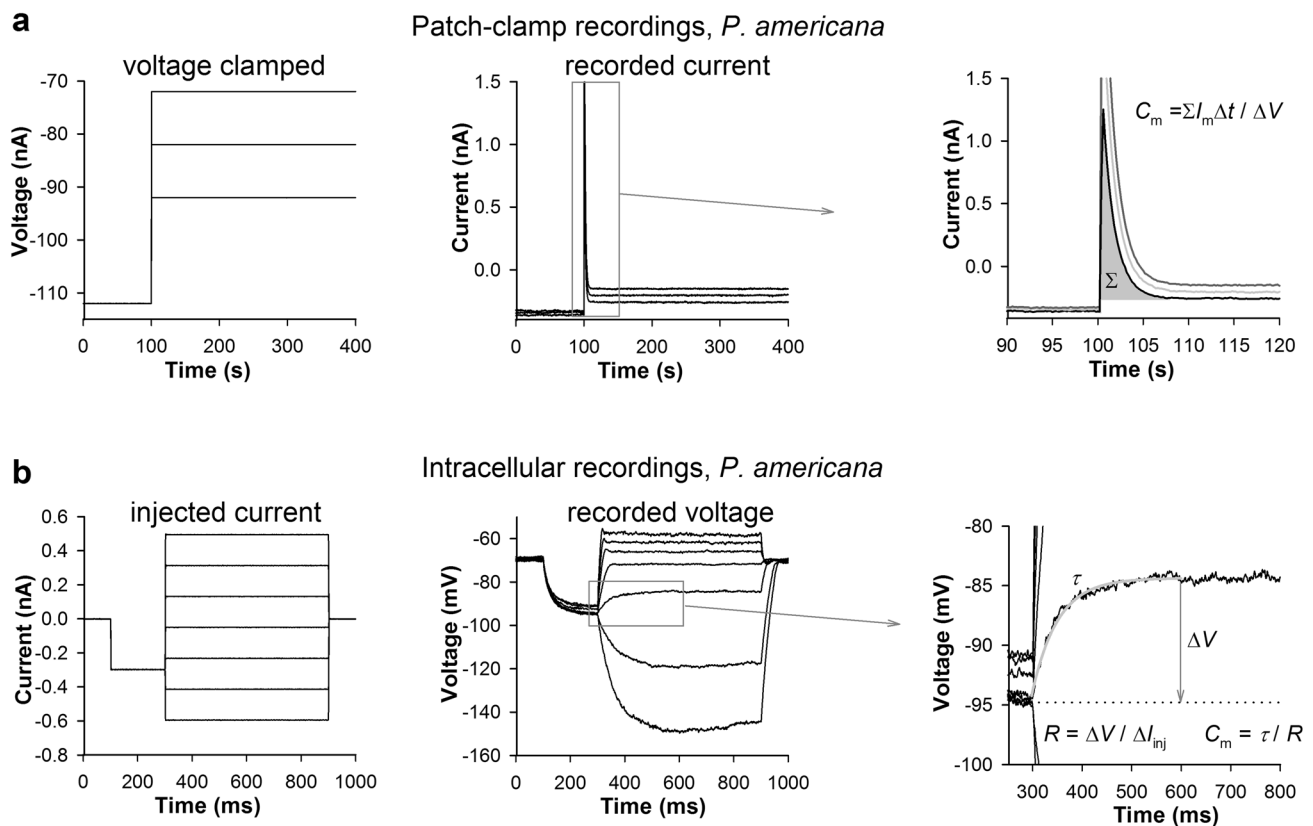 a
Patch-clamp recordings, P. americana
voltage clamped
Voltage (nA)
-70
-80
-90
-100
-110
0 100 200 300 400
Time (s)
recorded current
Current (nA)
1.5
1.0
0.5
0.0
0 100 200 300 400
Time (s)
Current (nA)
1.5
1.0
0.5
0.0
Cm =ΣImΔt / ΔV
Σ
90 95 100 105 110 115 120
Time (s)
b
Intracellular recordings, P. americana
injected current
Current (nA)
0.6
0.4
0.2
0.0
-0.2
-0.4
-0.6
-0.8
0 200 400 600 800 1000
Time (ms)
recorded voltage
Voltage (mV)
-60
-80
-100
-120
-140
-160
0 200 400 600 800 1000
Time (ms)
Voltage (mV)
-80
-85
-90
-95
-100
τ
ΔV
R = ΔV / ΔIinj Cm = τ / R
300 400 500 600 700 800
Time (ms)